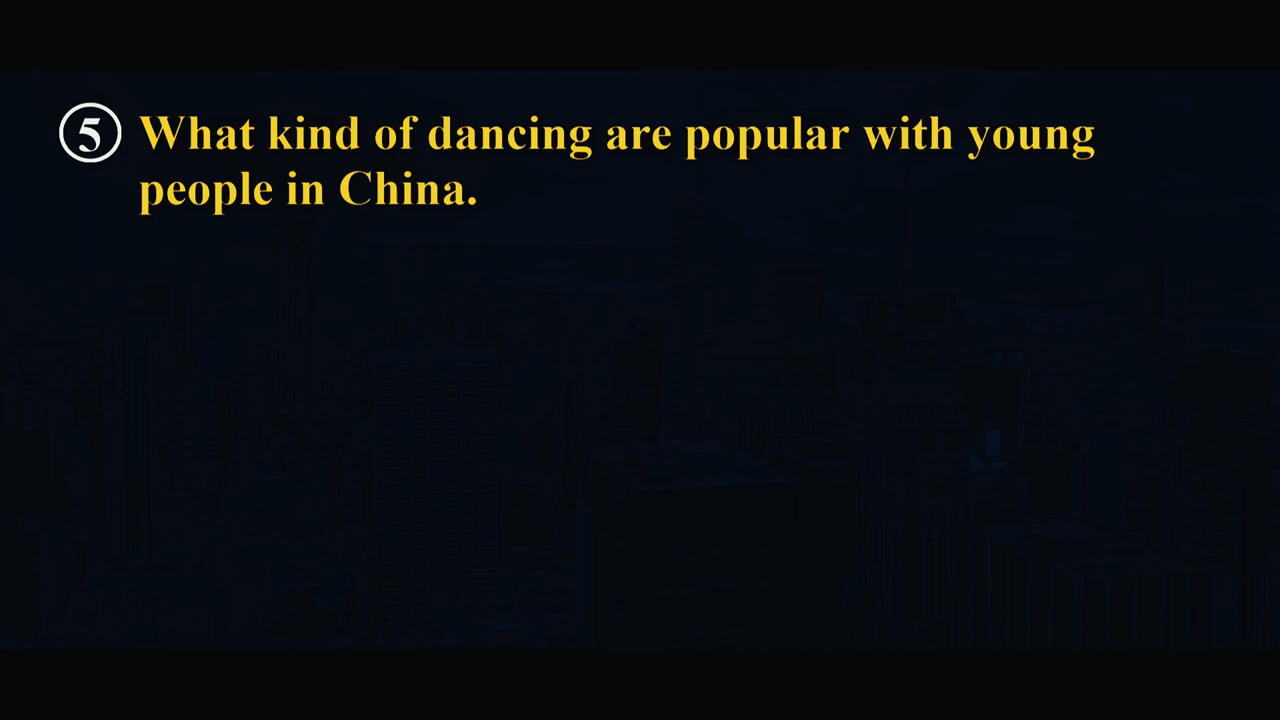 ⑤ What kind of dancing are popular with young
people in China.